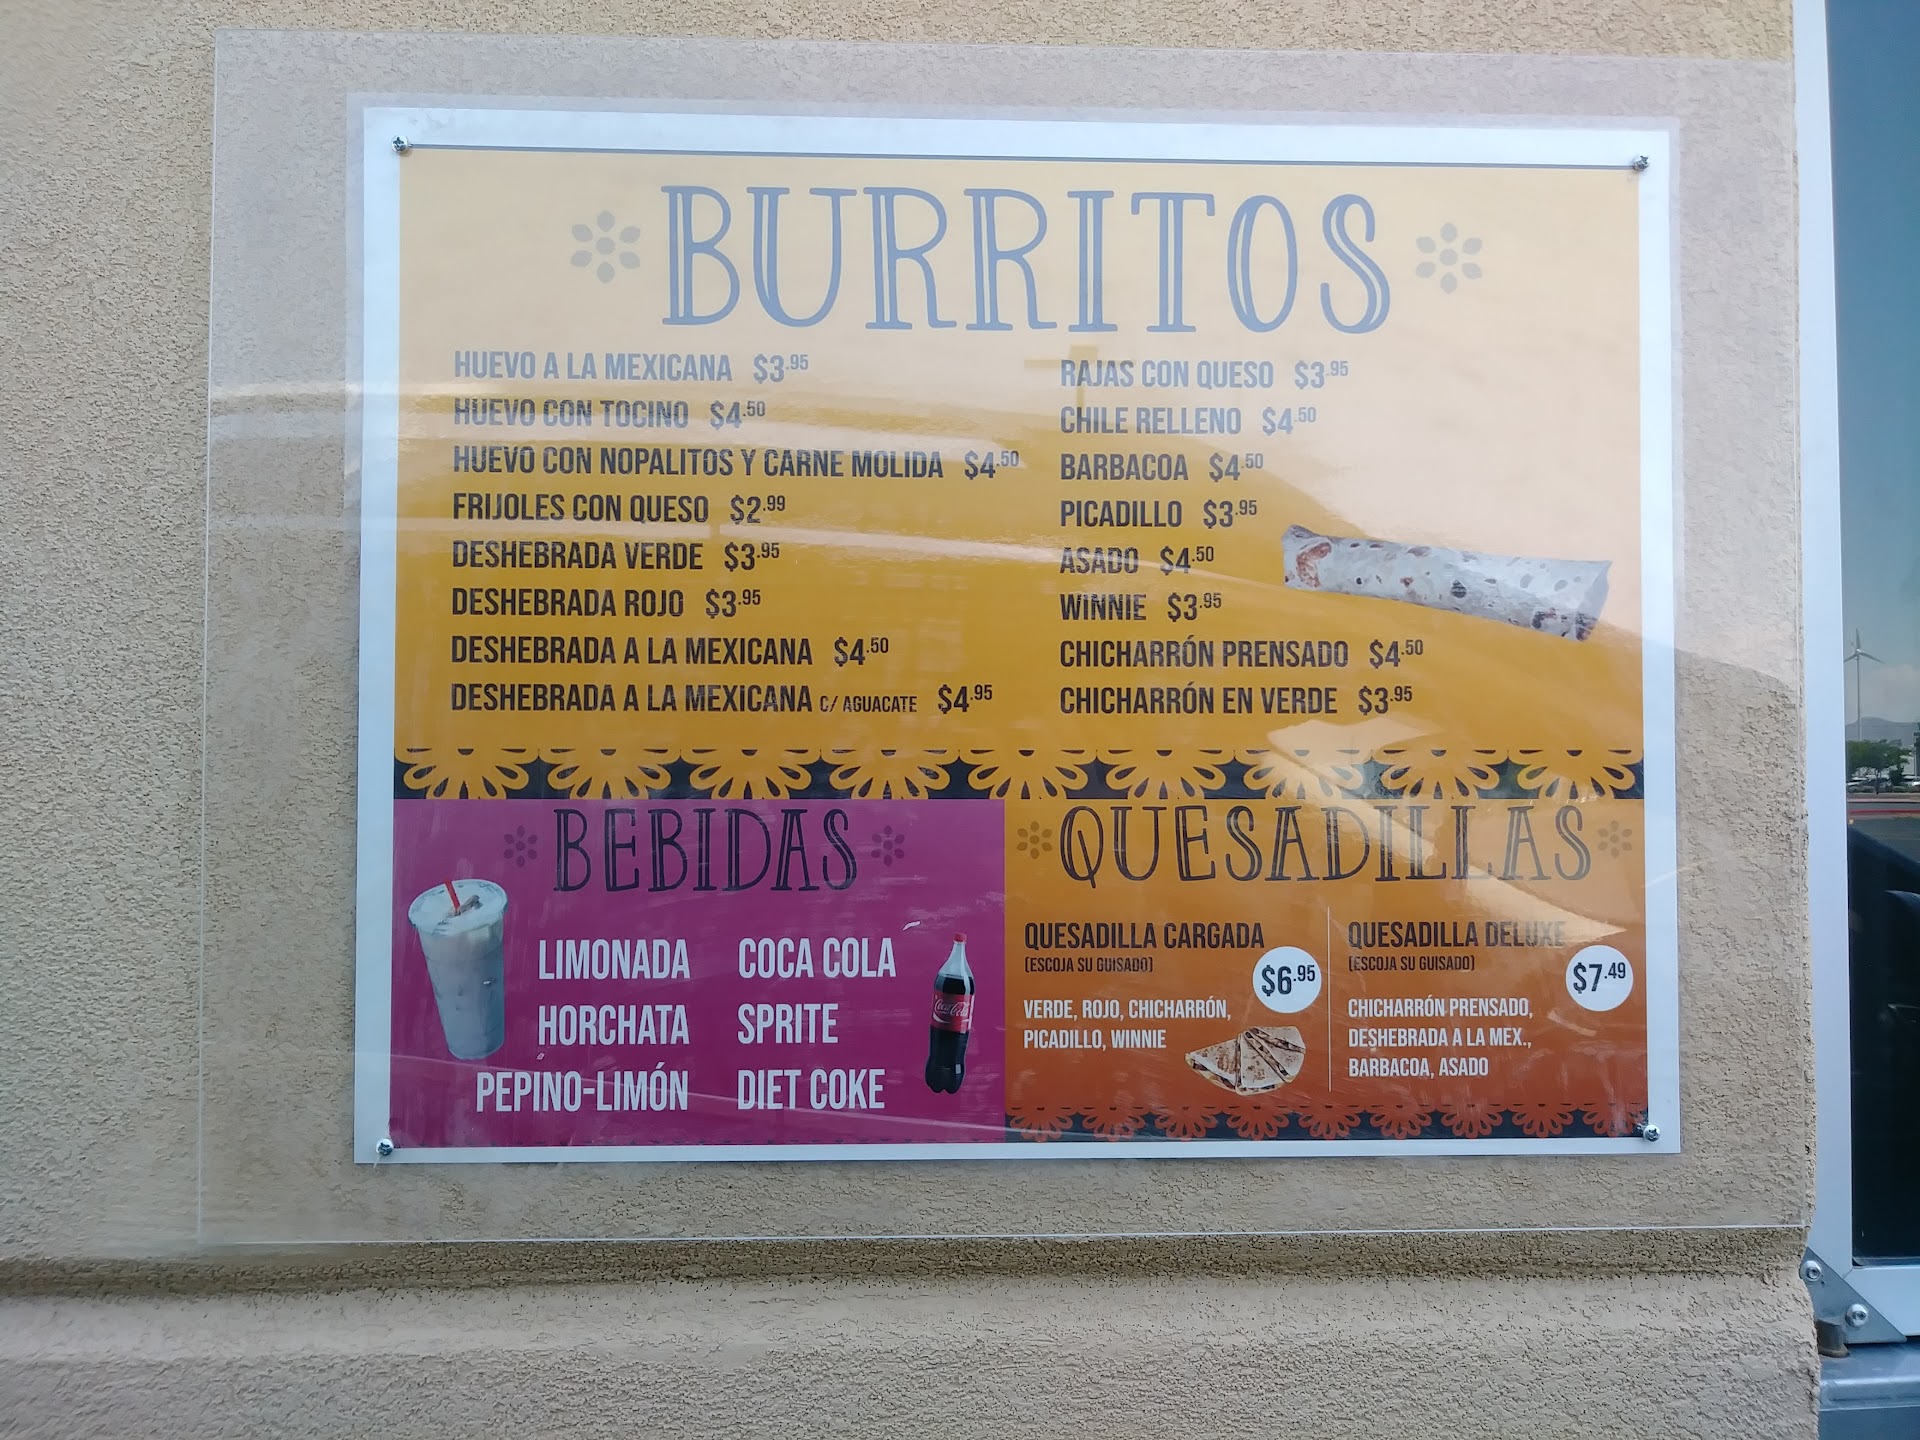 BURRITOS
HUEVO A LA MEXICANA $3.95
HUEVO CON TOCINO $4.50
HUEVO CON NOPALITOS Y CARNE MOLIDA $4.50
FRIJOLES CON QUESO $2.99
DESHEBRADA VERDE $3.95
DESHEBRADA ROJO $3.95
DESHEBRADA A LA MEXICANA $4.50
DESHEBRADA A LA MEXICANA C/ AGUACATE $4.95
RAJAS CON QUESO $3.95
CHILE RELLENO $4.50
BARBACOA $4.50
PICADILLO $3.95
ASADO $4.50
WINNIE $3.95
CHICHARRÓN PRENSADO $4.50
CHICHARRÓN EN VERDE $3.95
BEBIDAS
LIMONADA
HORCHATA
PEPINO-LIMÓN
COCA COLA
SPRITE
DIET COKE
Coca-Cola
QUESADILLAS
QUESADILLA CARGADA
(ESCOJA SU GUISADO)
$6.95
VERDE, ROJO, CHICHARRÓN,
PICADILLO, WINNIE
QUESADILLA DELUXE
(ESCOJA SU GUISADO)
$7.49
CHICHARRÓN PRENSADO,
DESHEBRADA A LA MEX.,
BARBACOA, ASADO